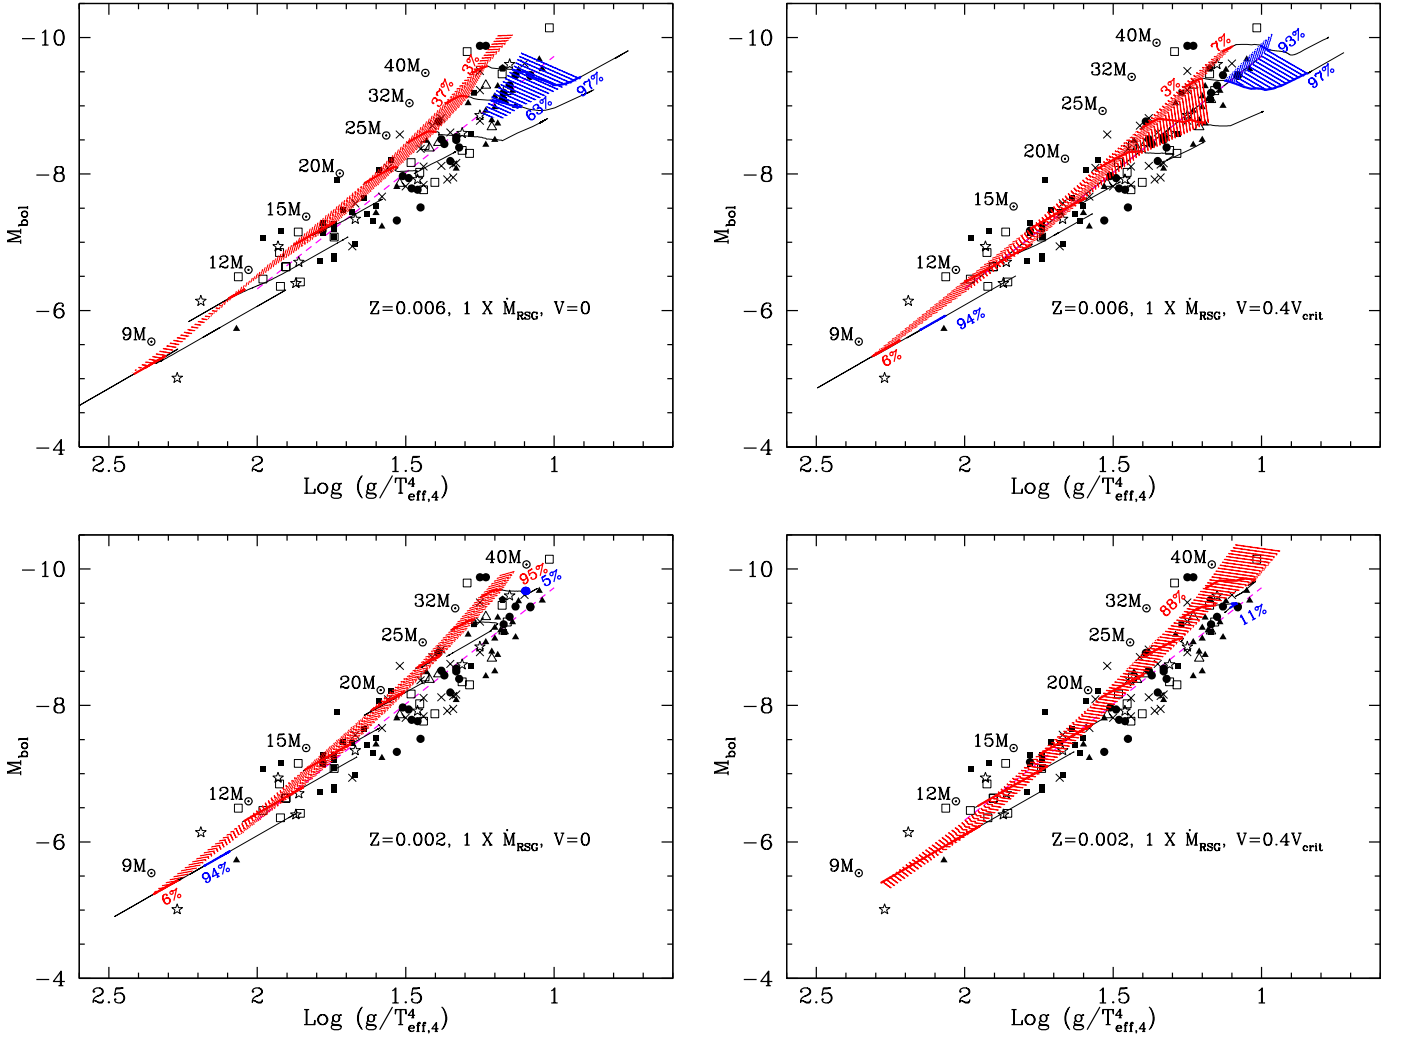 −10
−8
−6
−4
M_bol
40M⊙
32M⊙
25M⊙
20M⊙
15M⊙
12M⊙
9M⊙
37%
3%
63%
97%
Z=0.006, 1 X Ṁ_RSG, V=0
2.5 2 1.5 1
Log (g/T⁴_eff,4)
−10
−8
−6
−4
M_bol
40M⊙
32M⊙
25M⊙
20M⊙
15M⊙
12M⊙
9M⊙
7%
93%
3%
97%
94%
6%
Z=0.006, 1 X Ṁ_RSG, V=0.4V_crit
2.5 2 1.5 1
Log (g/T⁴_eff,4)
−10
−8
−6
−4
M_bol
40M⊙
32M⊙
25M⊙
20M⊙
15M⊙
12M⊙
9M⊙
95%
5%
94%
6%
Z=0.002, 1 X Ṁ_RSG, V=0
2.5 2 1.5 1
Log (g/T⁴_eff,4)
−10
−8
−6
−4
M_bol
40M⊙
32M⊙
25M⊙
20M⊙
15M⊙
12M⊙
9M⊙
88%
11%
Z=0.002, 1 X Ṁ_RSG, V=0.4V_crit
2.5 2 1.5 1
Log (g/T⁴_eff,4)